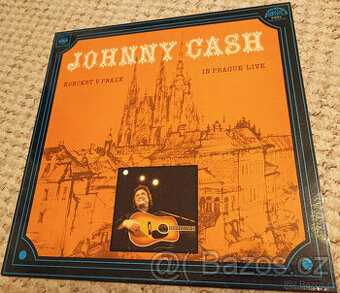 JOHNNY CASH
KONCERT V PRAZE
IN PRAGUE LIVE
Bazos.cz